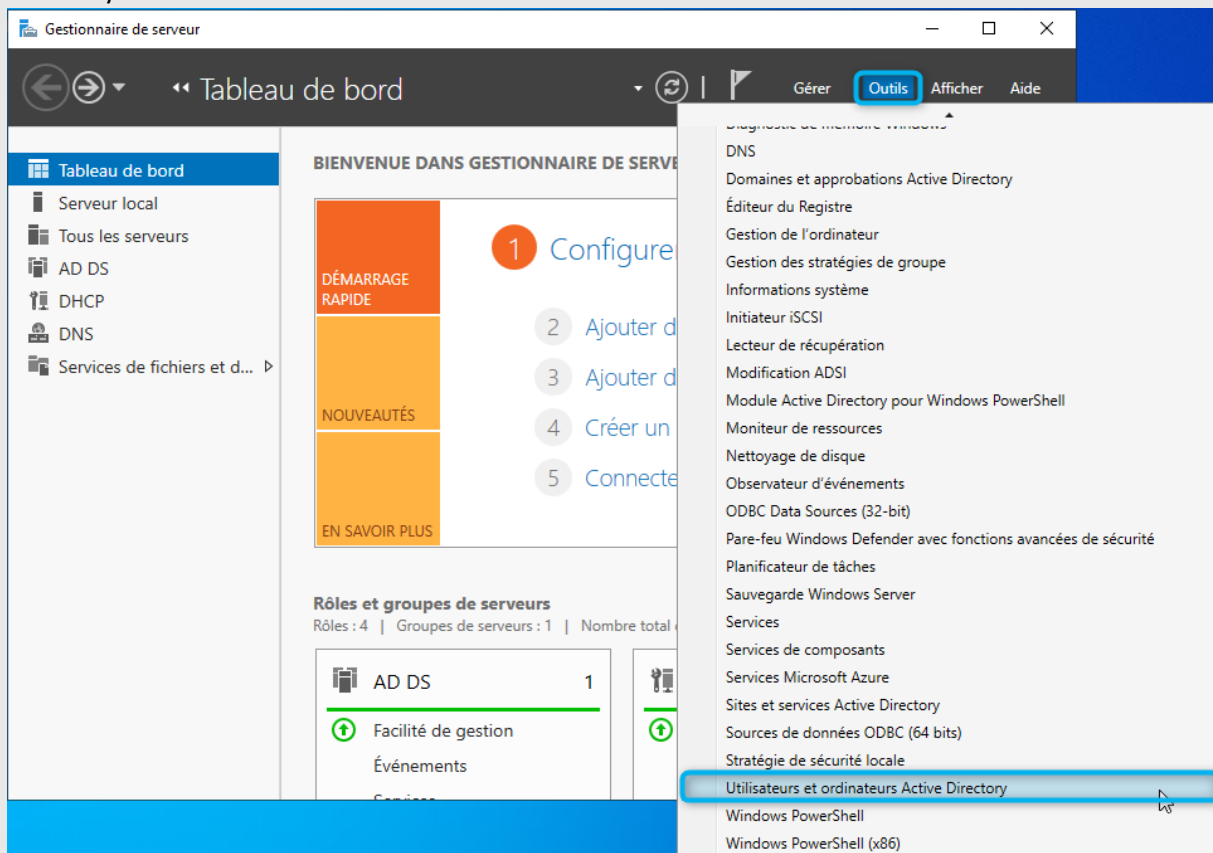 Gestionnaire de serveur
Tableau de bord
Gérer Outils Afficher Aide
Tableau de bord
Serveur local
Tous les serveurs
AD DS
DHCP
DNS
Services de fichiers et d...
BIENVENUE DANS GESTIONNAIRE DE SERVE
DÉMARRAGE
RAPIDE
NOUVEAUTÉS
EN SAVOIR PLUS
1 Configure
2 Ajouter d
3 Ajouter d
4 Créer un
5 Connecte
Rôles et groupes de serveurs
Rôles : 4 | Groupes de serveurs : 1 | Nombre total
AD DS 1
Facilité de gestion
Événements
Services
Diagnostic de mémoire Windows
DNS
Domaines et approbations Active Directory
Éditeur du Registre
Gestion de l'ordinateur
Gestion des stratégies de groupe
Informations système
Initiateur iSCSI
Lecteur de récupération
Modification ADSI
Module Active Directory pour Windows PowerShell
Moniteur de ressources
Nettoyage de disque
Observateur d'événements
ODBC Data Sources (32-bit)
Pare-feu Windows Defender avec fonctions avancées de sécurité
Planificateur de tâches
Sauvegarde Windows Server
Services
Services de composants
Services Microsoft Azure
Sites et services Active Directory
Sources de données ODBC (64 bits)
Stratégie de sécurité locale
Utilisateurs et ordinateurs Active Directory
Windows PowerShell
Windows PowerShell (x86)